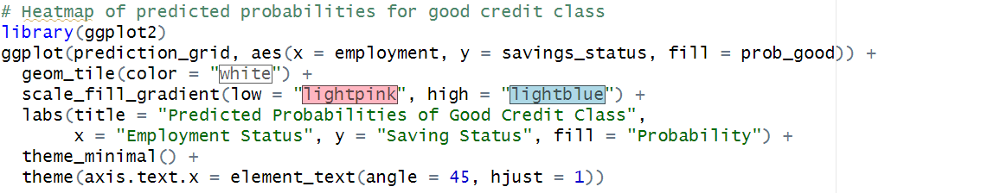 # Heatmap of predicted probabilities for good credit class
library(ggplot2)
ggplot(prediction_grid, aes(x = employment, y = savings_status, fill = prob_good)) +
  geom_tile(color = "white") +
  scale_fill_gradient(low = "lightpink", high = "lightblue") +
  labs(title = "Predicted Probabilities of Good Credit Class",
       x = "Employment Status", y = "Saving Status", fill = "Probability") +
  theme_minimal() +
  theme(axis.text.x = element_text(angle = 45, hjust = 1))